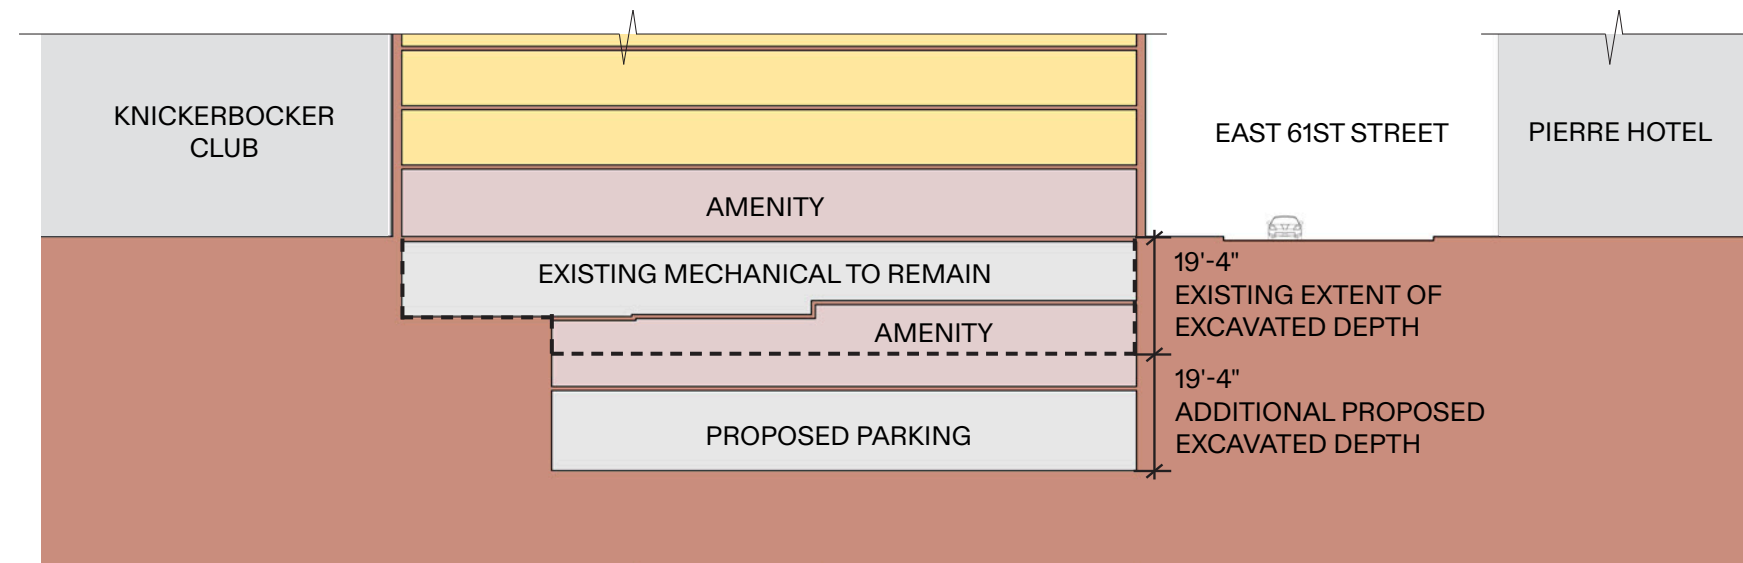 KNICKERBOCKER
CLUB
EAST 61ST STREET
PIERRE HOTEL
AMENITY
EXISTING MECHANICAL TO REMAIN
19'-4"
EXISTING EXTENT OF
EXCAVATED DEPTH
AMENITY
19'-4"
ADDITIONAL PROPOSED
EXCAVATED DEPTH
PROPOSED PARKING